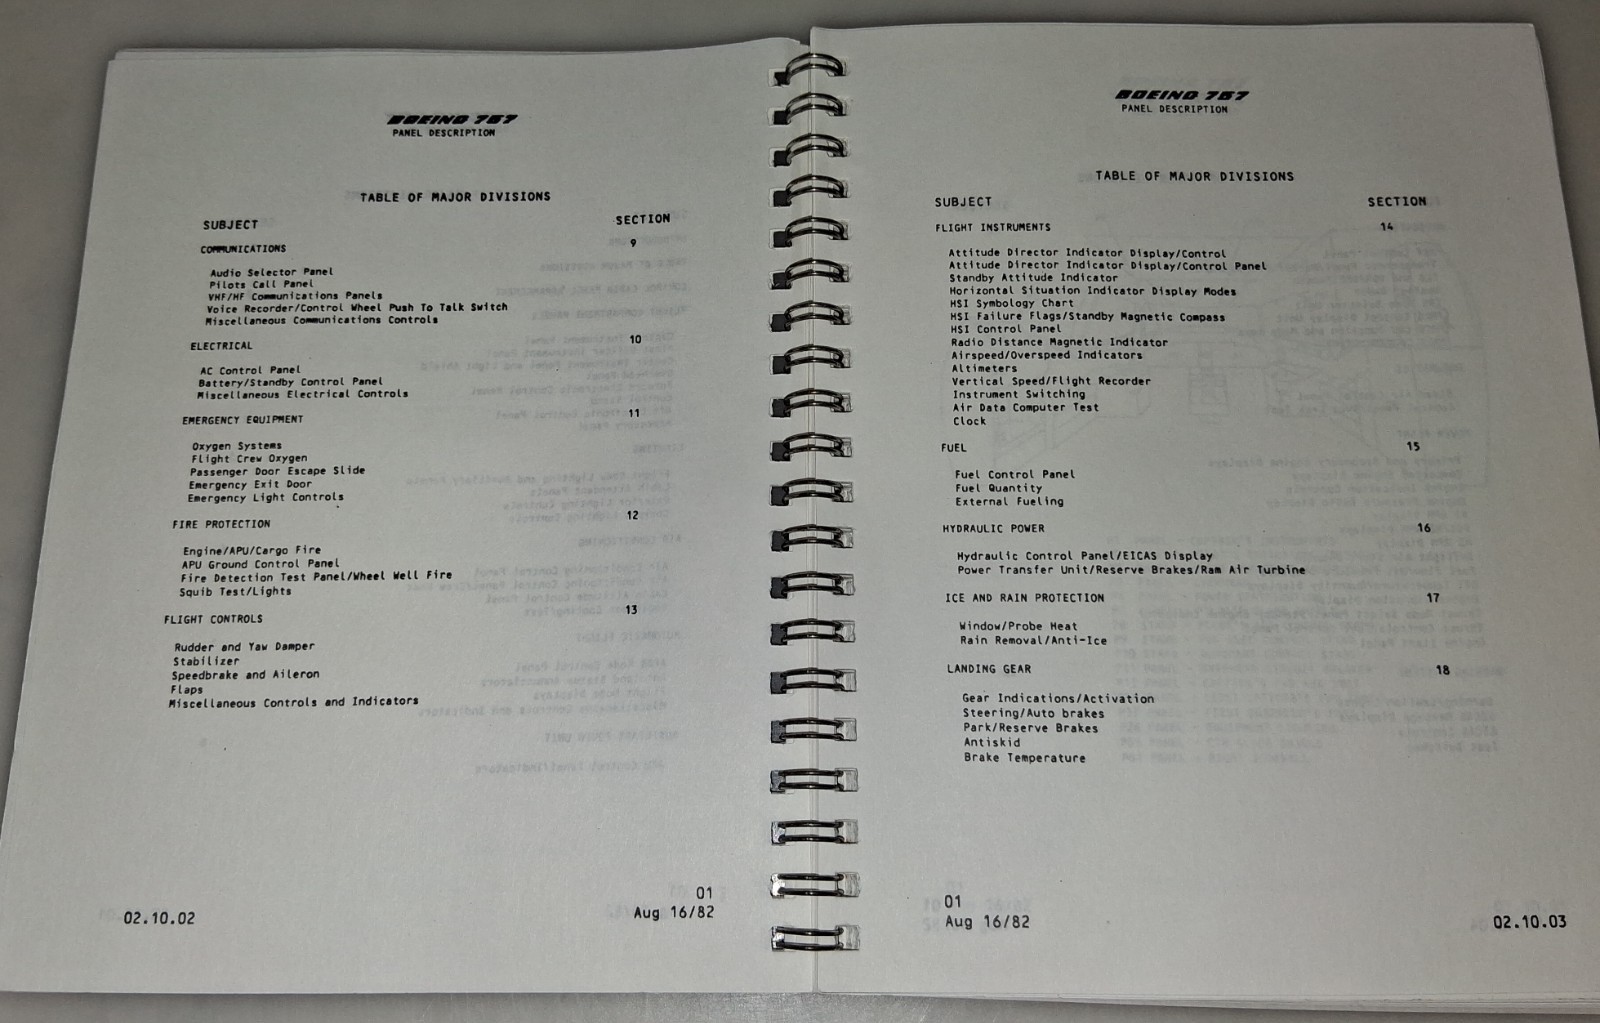 BOEING 757
PANEL DESCRIPTION
TABLE OF MAJOR DIVISIONS
SUBJECT SECTION
COMMUNICATIONS 9
Audio Selector Panel
Pilots Call Panel
VHF/HF Communications Panels
Voice Recorder/Control Wheel Push To Talk Switch
Miscellaneous Communications Controls
ELECTRICAL 10
AC Control Panel
Battery/Standby Control Panel
Miscellaneous Electrical Controls
EMERGENCY EQUIPMENT 11
Oxygen Systems
Flight Crew Oxygen
Passenger Door Escape Slide
Emergency Exit Door
Emergency Light Controls
FIRE PROTECTION 12
Engine/APU/Cargo Fire
APU Ground Control Panel
Fire Detection Test Panel/Wheel Well Fire
Squib Test/Lights
FLIGHT CONTROLS 13
Rudder and Yaw Damper
Stabilizer
Speedbrake and Aileron
Flaps
Miscellaneous Controls and Indicators
02.10.02
01
Aug 16/82
BOEING 757
PANEL DESCRIPTION
TABLE OF MAJOR DIVISIONS
SUBJECT SECTION
FLIGHT INSTRUMENTS 14
Attitude Director Indicator Display/Control
Attitude Director Indicator Display/Control Panel
Standby Attitude Indicator
Horizontal Situation Indicator Display Modes
HSI Symbology Chart
HSI Failure Flags/Standby Magnetic Compass
HSI Control Panel
Radio Distance Magnetic Indicator
Airspeed/Overspeed Indicators
Altimeters
Vertical Speed/Flight Recorder
Instrument Switching
Air Data Computer Test
Clock
FUEL 15
Fuel Control Panel
Fuel Quantity
External Fueling
HYDRAULIC POWER 16
Hydraulic Control Panel/EICAS Display
Power Transfer Unit/Reserve Brakes/Ram Air Turbine
ICE AND RAIN PROTECTION 17
Window/Probe Heat
Rain Removal/Anti-Ice
LANDING GEAR 18
Gear Indications/Activation
Steering/Auto brakes
Park/Reserve Brakes
Antiskid
Brake Temperature
01
Aug 16/82
02.10.03